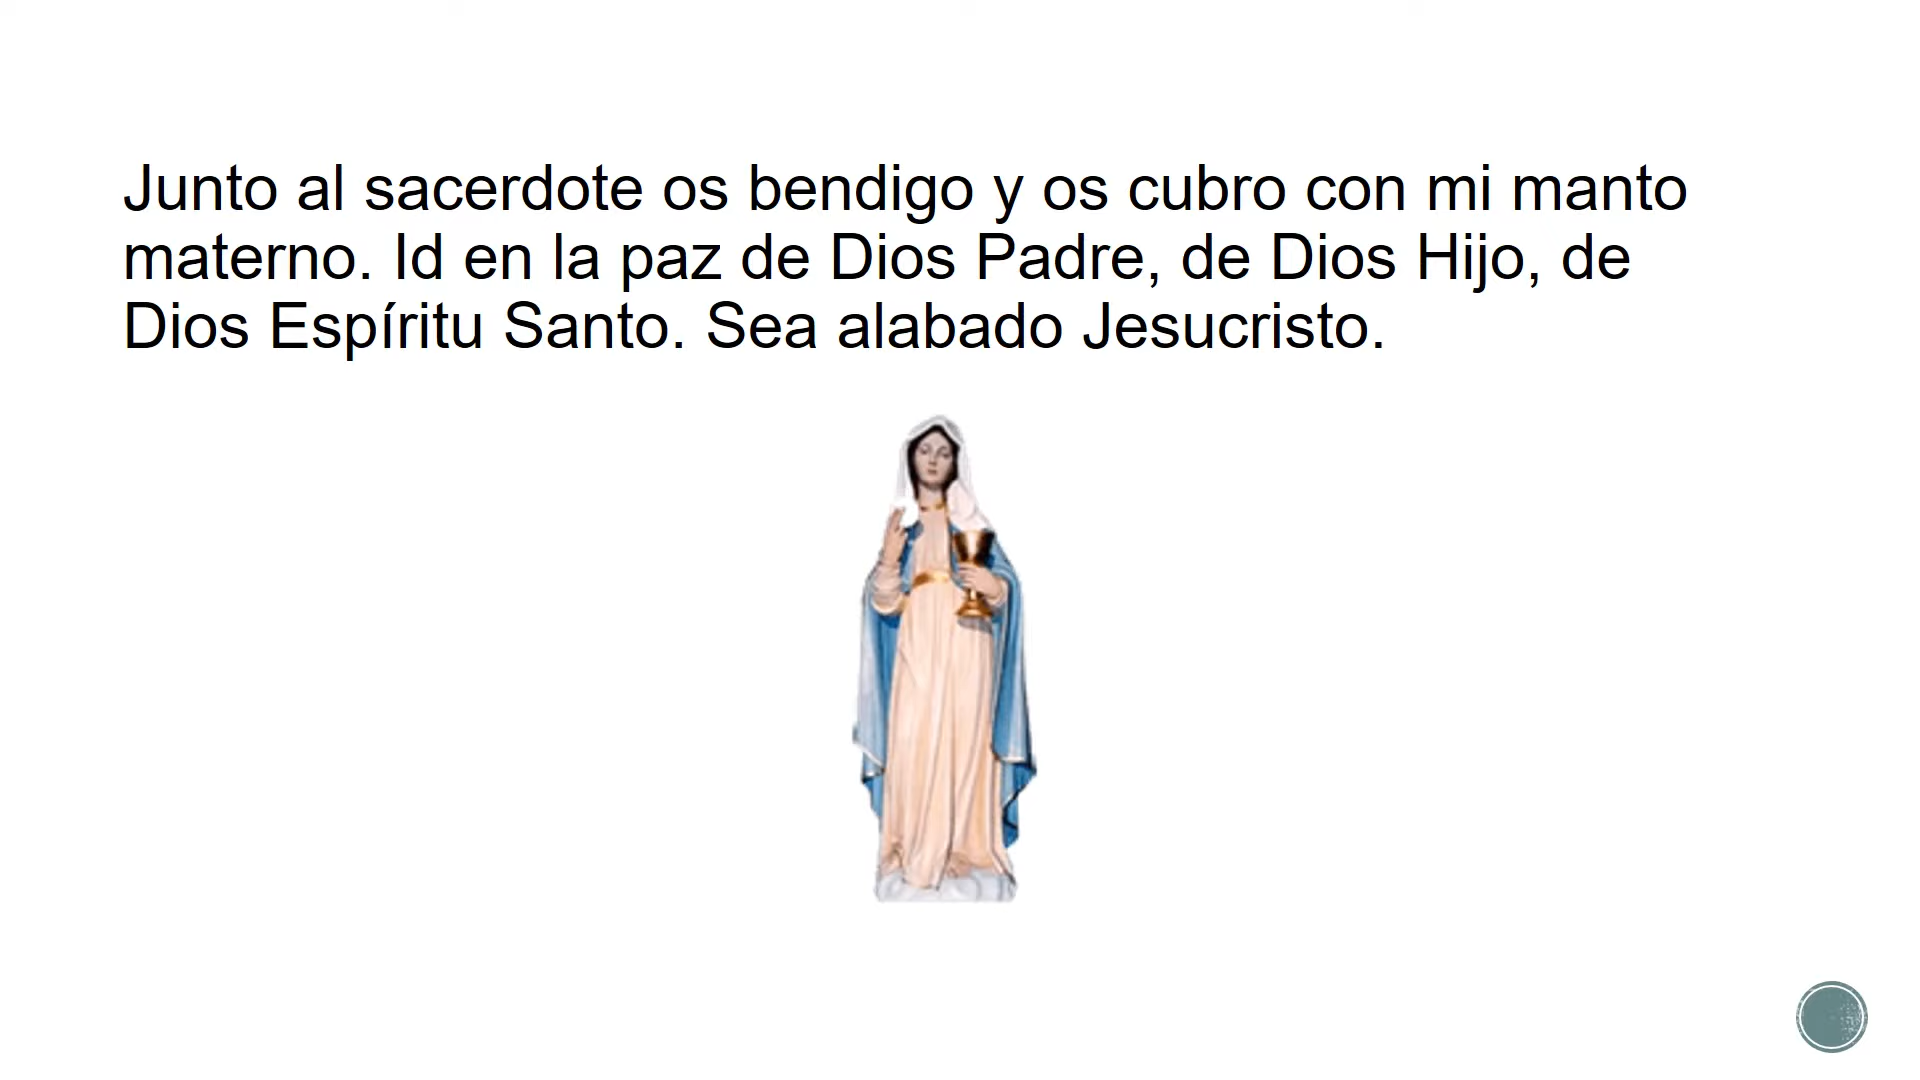 Junto al sacerdote os bendigo y os cubro con mi manto
materno. Id en la paz de Dios Padre, de Dios Hijo, de
Dios Espíritu Santo. Sea alabado Jesucristo.